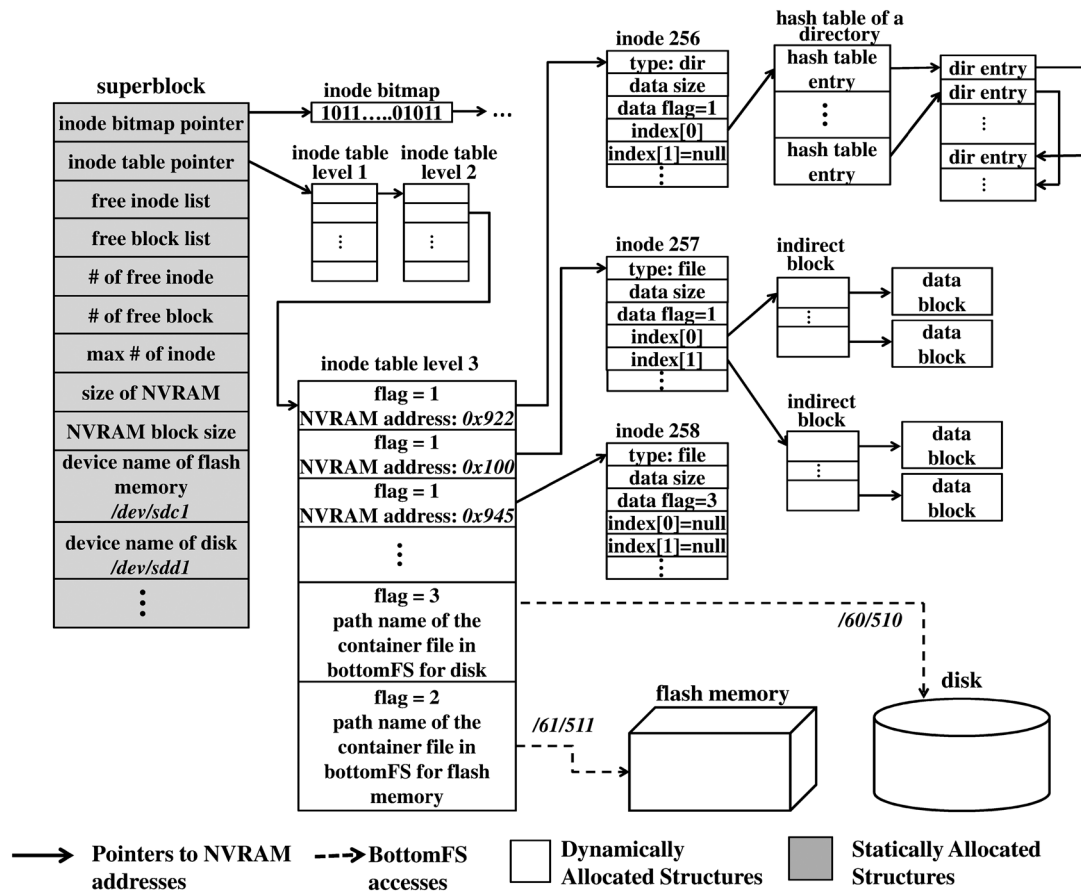 superblock
inode bitmap pointer
inode table pointer
free inode list
free block list
# of free inode
# of free block
max # of inode
size of NVRAM
NVRAM block size
device name of flash
memory
/dev/sdc1
device name of disk
/dev/sdd1
⋮
inode bitmap
1011.....01011
...
inode table
level 1
⋮
inode table
level 2
⋮
inode table level 3
flag = 1
NVRAM address: 0x922
flag = 1
NVRAM address: 0x100
flag = 1
NVRAM address: 0x945
⋮
flag = 3
path name of the
container file in
bottomFS for disk
flag = 2
path name of the
container file in
bottomFS for flash
memory
inode 256
type: dir
data size
data flag=1
index[0]
index[1]=null
⋮
hash table of a
directory
hash table
entry
⋮
hash table
entry
dir entry
dir entry
⋮
dir entry
⋮
inode 257
type: file
data size
data flag=1
index[0]
index[1]
⋮
indirect
block
...
data
block
data
block
indirect
block
...
data
block
data
block
inode 258
type: file
data size
data flag=3
index[0]=null
index[1]=null
⋮
/60/510
disk
flash memory
/61/511
Pointers to NVRAM
addresses
BottomFS
accesses
Dynamically
Allocated Structures
Statically Allocated
Structures